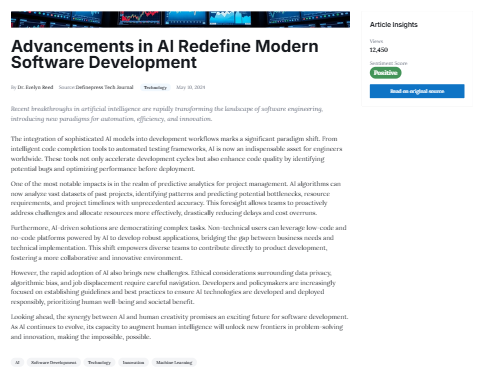 Advancements in AI Redefine Modern
Software Development
By Dr. Evelyn Reed Source: Definepress Tech Journal Technology May 10, 2024
Recent breakthroughs in artificial intelligence are rapidly transforming the landscape of software engineering,
introducing new paradigms for automation, efficiency, and innovation.
The integration of sophisticated AI models into development workflows marks a significant paradigm shift. From
intelligent code completion tools to automated testing frameworks, AI is now an indispensable asset for engineers
worldwide. These tools not only accelerate development cycles but also enhance code quality by identifying
potential bugs and optimizing performance before deployment.
One of the most notable impacts is in the realm of predictive analytics for project management. AI algorithms can
now analyze vast datasets of past projects, identifying patterns and predicting potential bottlenecks, resource
requirements, and project timelines with unprecedented accuracy. This foresight allows teams to proactively
address challenges and allocate resources more effectively, drastically reducing delays and cost overruns.
Furthermore, AI-driven solutions are democratizing complex tasks. Non-technical users can leverage low-code and
no-code platforms powered by AI to develop robust applications, bridging the gap between business needs and
technical implementation. This shift empowers diverse teams to contribute directly to product development,
fostering a more collaborative and innovative environment.
However, the rapid adoption of AI also brings new challenges. Ethical considerations surrounding data privacy,
algorithmic bias, and job displacement require careful navigation. Developers and policymakers are increasingly
focused on establishing guidelines and best practices to ensure AI technologies are developed and deployed
responsibly, prioritizing human well-being and societal benefit.
Looking ahead, the synergy between AI and human creativity promises an exciting future for software development.
As AI continues to evolve, its capacity to augment human intelligence will unlock new frontiers in problem-solving
and innovation, making the impossible, possible.
AI Software Development Technology Innovation Machine Learning
Article Insights
Views
12,450
Sentiment Score
Positive
Read on original source